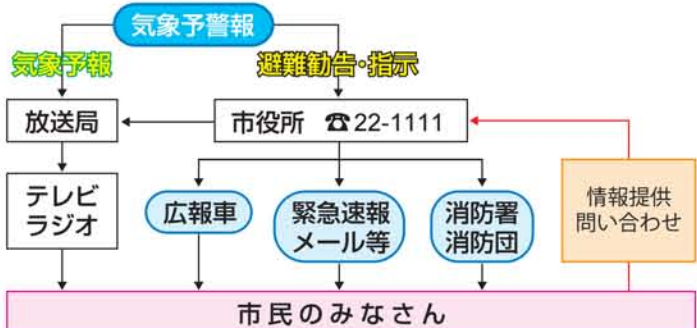 気象予警報
気象予報
避難勧告・指示
放送局
市役所 ☎22-1111
テレビ
ラジオ
広報車
緊急速報
メール等
消防署
消防団
情報提供
問い合わせ
市民のみなさん